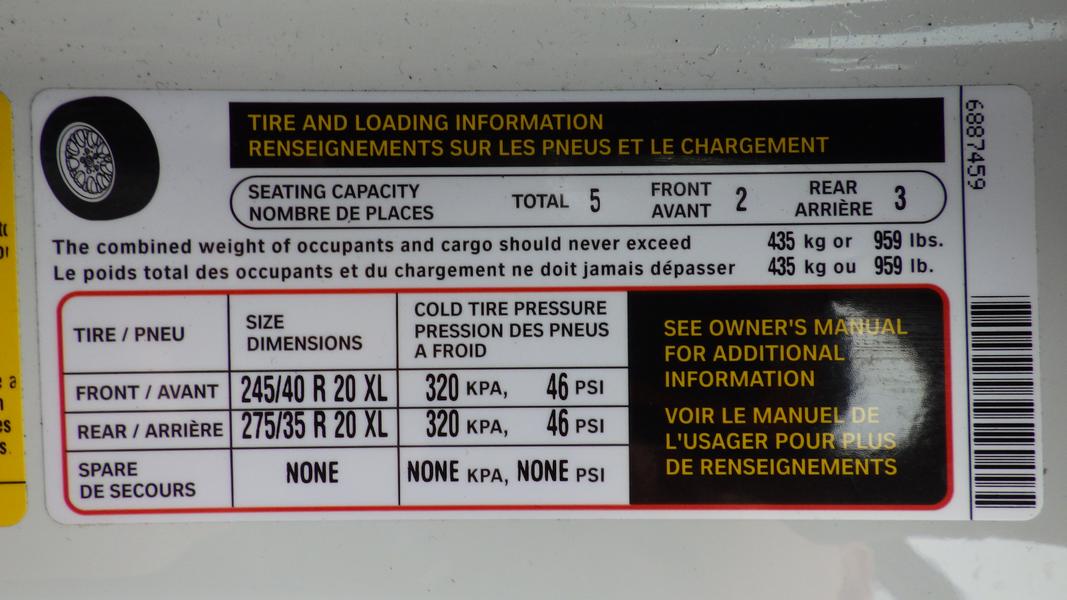 TIRE AND LOADING INFORMATION
RENSEIGNEMENTS SUR LES PNEUS ET LE CHARGEMENT
SEATING CAPACITY
NOMBRE DE PLACES
TOTAL 5
FRONT
AVANT
2
REAR
ARRIÈRE
3
The combined weight of occupants and cargo should never exceed 435 kg or 959 lbs.
Le poids total des occupants et du chargement ne doit jamais dépasser 435 kg ou 959 lb.
TIRE / PNEU
SIZE
DIMENSIONS
COLD TIRE PRESSURE
PRESSION DES PNEUS
A FROID
FRONT / AVANT 245/40 R 20 XL 320 KPA, 46 PSI
REAR / ARRIÈRE 275/35 R 20 XL 320 KPA, 46 PSI
SPARE
DE SECOURS
NONE NONE KPA, NONE PSI
SEE OWNER'S MANUAL
FOR ADDITIONAL
INFORMATION
VOIR LE MANUEL DE
L'USAGER POUR PLUS
DE RENSEIGNEMENTS
6887459